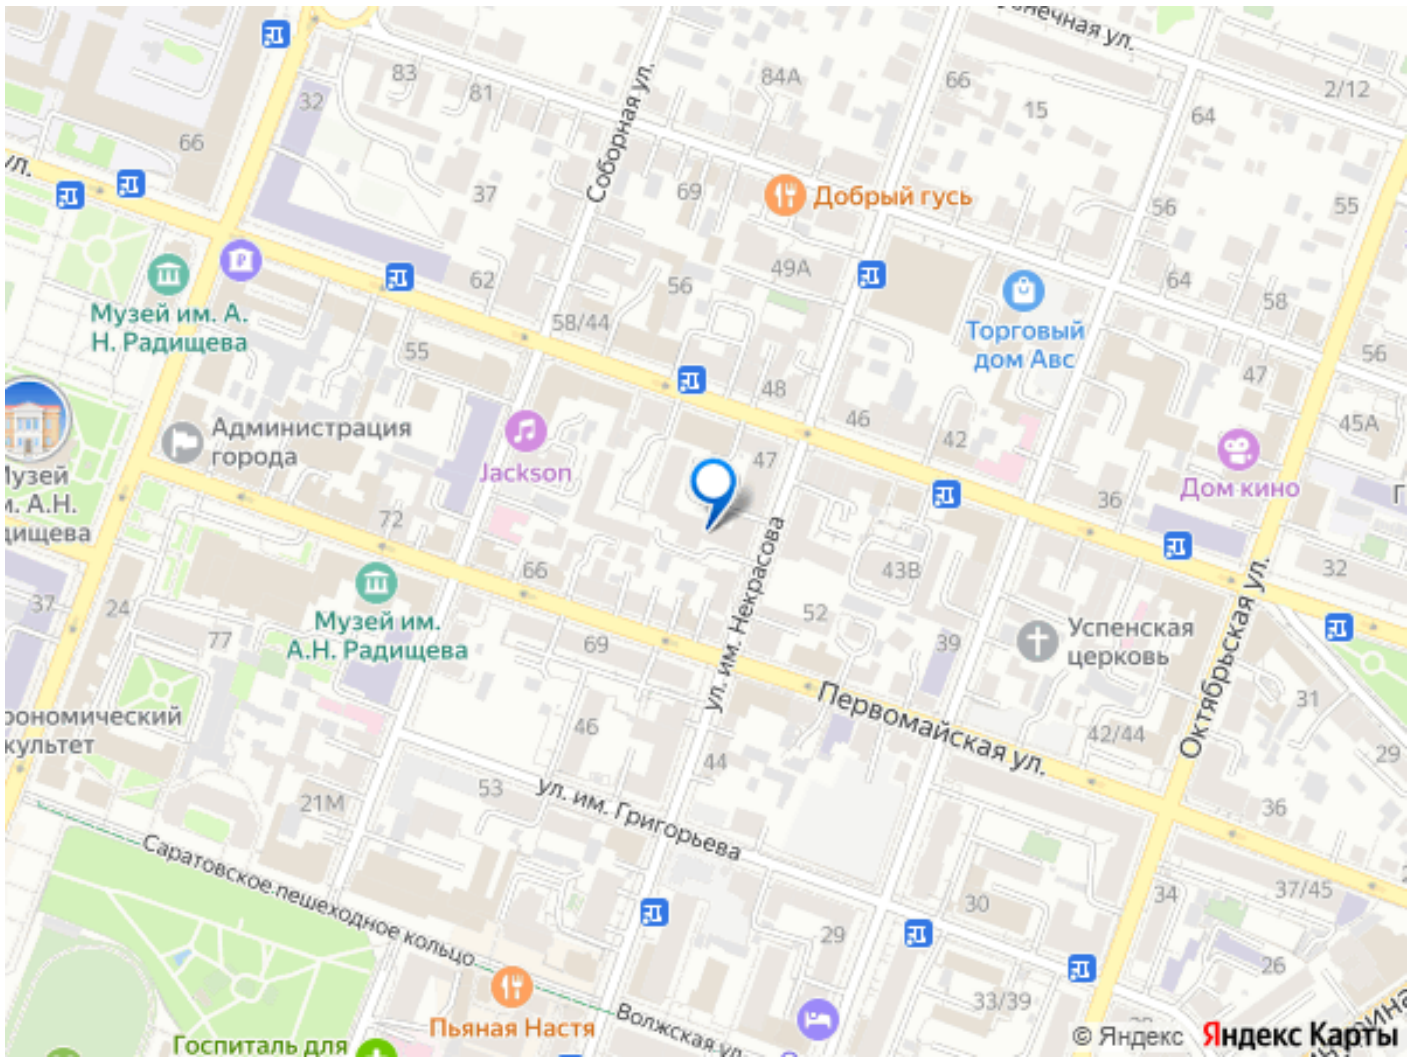 нечная ул.
83
81
84А
66
2/12
32
15
64
66
Соборная ул.
ул.
37
69
Добрый гусь
56
55
49А
62
56
64
58
Музей им. А.
Н. Радищева
58/44
Торговый
дом Авс
55
56
48
47
46
45А
42
Администрация
города
Jackson
47
Дом кино
36
Музей
м. А.Н.
дищева
72
66
43В
32
37
24
Музей им.
А.Н. Радищева
77
69
ул. им. Некрасова
52
39
Успенская
церковь
Октябрьская ул.
31
Первомайская ул.
рономический
культет
46
44
42/44
29
21М
53
ул. им. Григорьева
36
Саратовское пешеходное кольцо
37/45
34
30
29
26
33/39
Пьяная Настя
Волжская ул.
Госпиталь для
© Яндекс Яндекс Карты